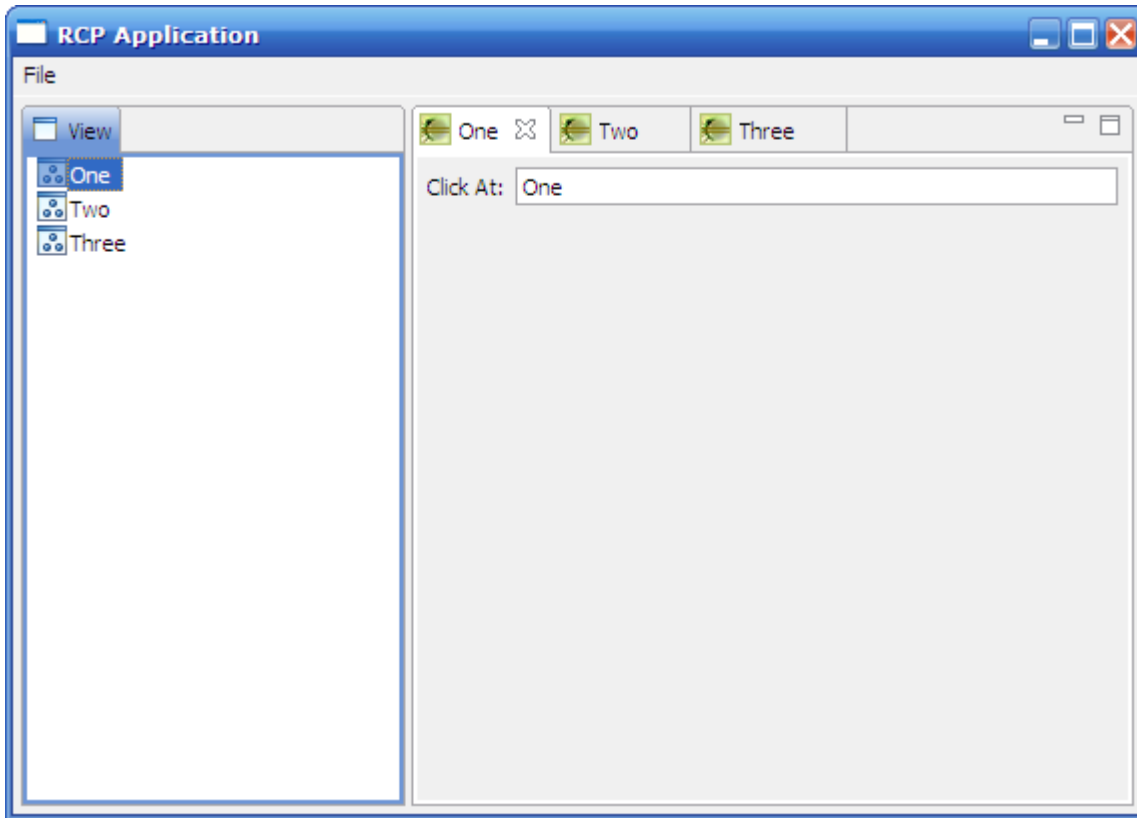 RCP Application
File
View
One
Two
Three
One Two Three
Click At: One